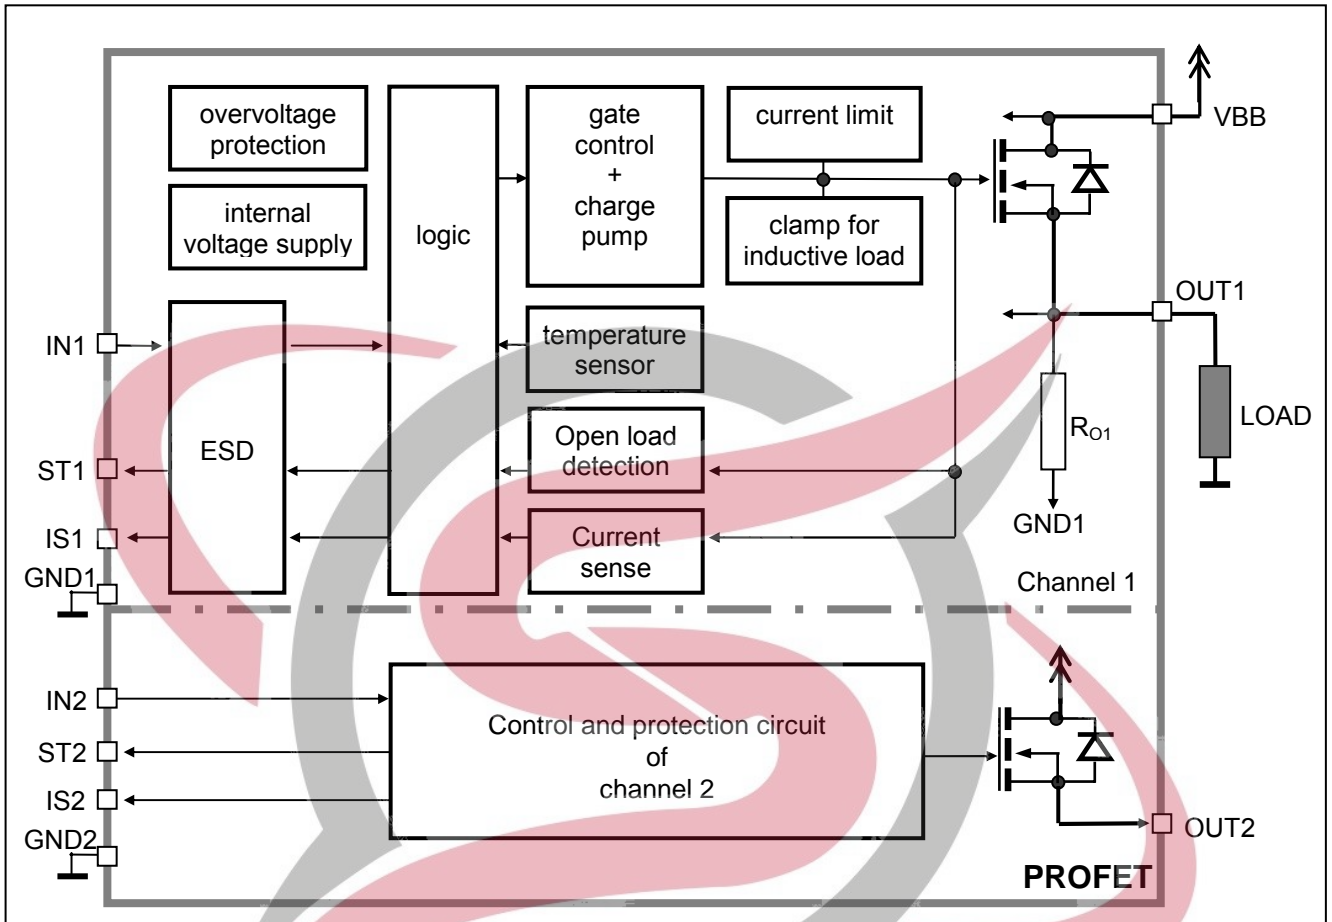 overvoltage
protection
internal
voltage supply
logic
gate
control
+
charge
pump
current limit
clamp for
inductive load
VBB
OUT1
IN1
ESD
temperature
sensor
Open load
detection
ST1
RO1
LOAD
IS1
Current
sense
GND1
GND1
Channel 1
IN2
ST2
IS2
GND2
Control and protection circuit
of
channel 2
OUT2
PROFET